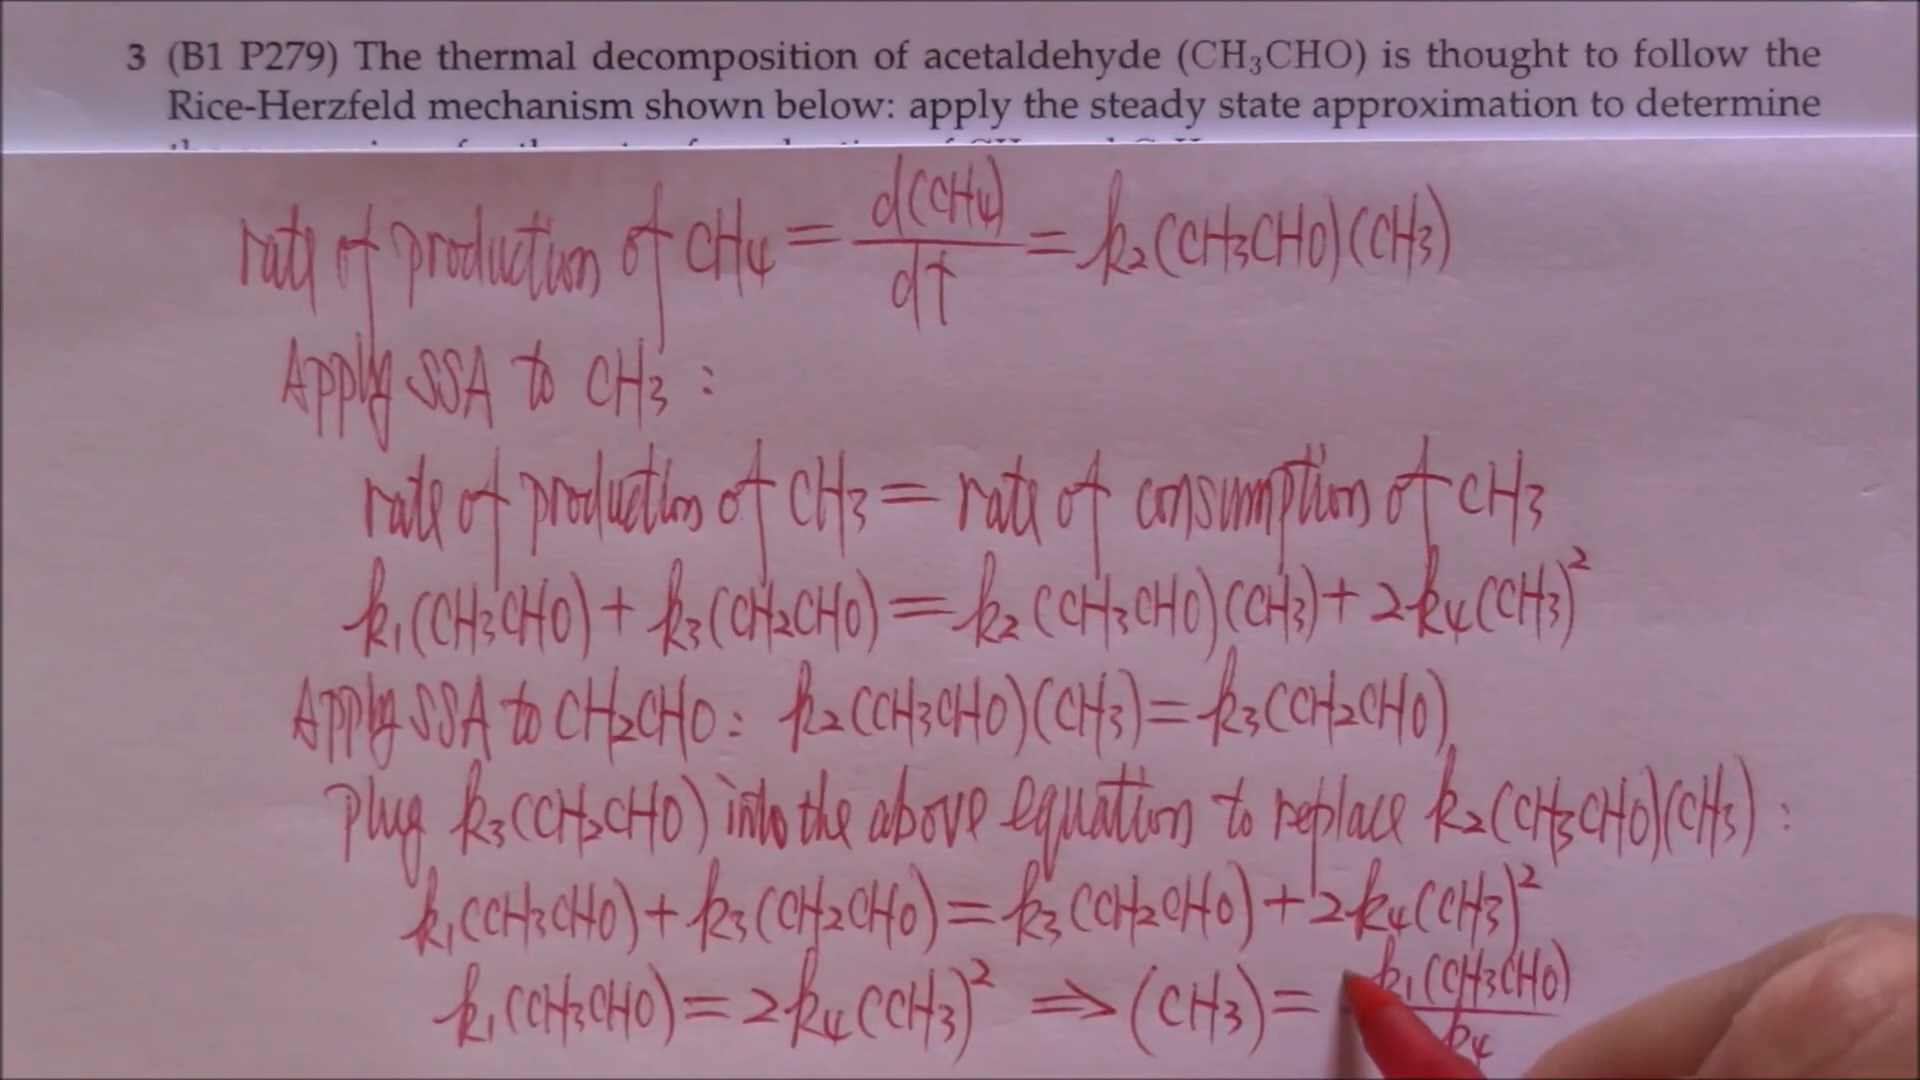 3 (B1 P279) The thermal decomposition of acetaldehyde (CH₃CHO) is thought to follow the
Rice-Herzfeld mechanism shown below: apply the steady state approximation to determine
rate of production of CH₄ = d(CH₄)/dt = k₂(CH₃CHO)(CH₃)
Apply SSA to CH₃ :
rate of production of CH₃ = rate of consumption of CH₃
k₁(CH₃CHO) + k₃(CH₂CHO) = k₂(CH₃CHO)(CH₃) + 2k₄(CH₃)²
Apply SSA to CH₂CHO: k₂(CH₃CHO)(CH₃) = k₃(CH₂CHO)
plug k₃(CH₂CHO) into the above equation to replace k₂(CH₃CHO)(CH₃) :
k₁(CH₃CHO) + k₃(CH₂CHO) = k₃(CH₂CHO) + 2k₄(CH₃)²
k₁(CH₃CHO) = 2k₄(CH₃)² ⇒ (CH₃) = k₁(CH₃CHO)/k₄